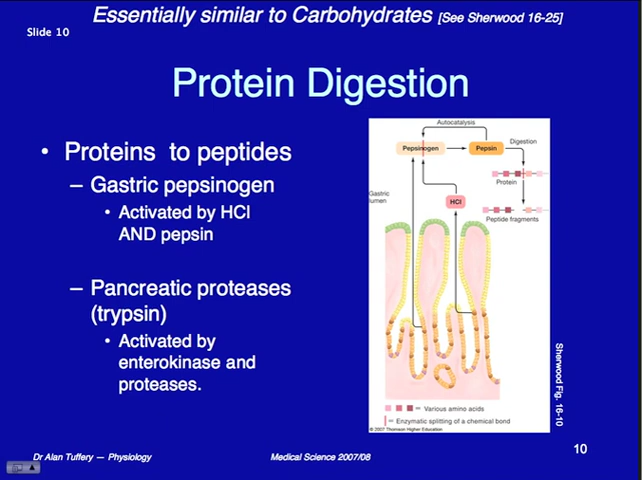 Essentially similar to Carbohydrates [See Sherwood 16-25]
Slide 10
Protein Digestion
• Proteins to peptides
– Gastric pepsinogen
• Activated by HCl
AND pepsin
– Pancreatic proteases
(trypsin)
• Activated by
enterokinase and
proteases.
Autocatalysis
Pepsinogen
Pepsin
Digestion
Protein
Gastric
lumen
HCl
Peptide fragments
= Various amino acids
= Enzymatic splitting of a chemical bond
© 2007 Thomson Higher Education
Sherwood Fig. 16-10
10
Dr Alan Tuffery — Physiology
Medical Science 2007/08